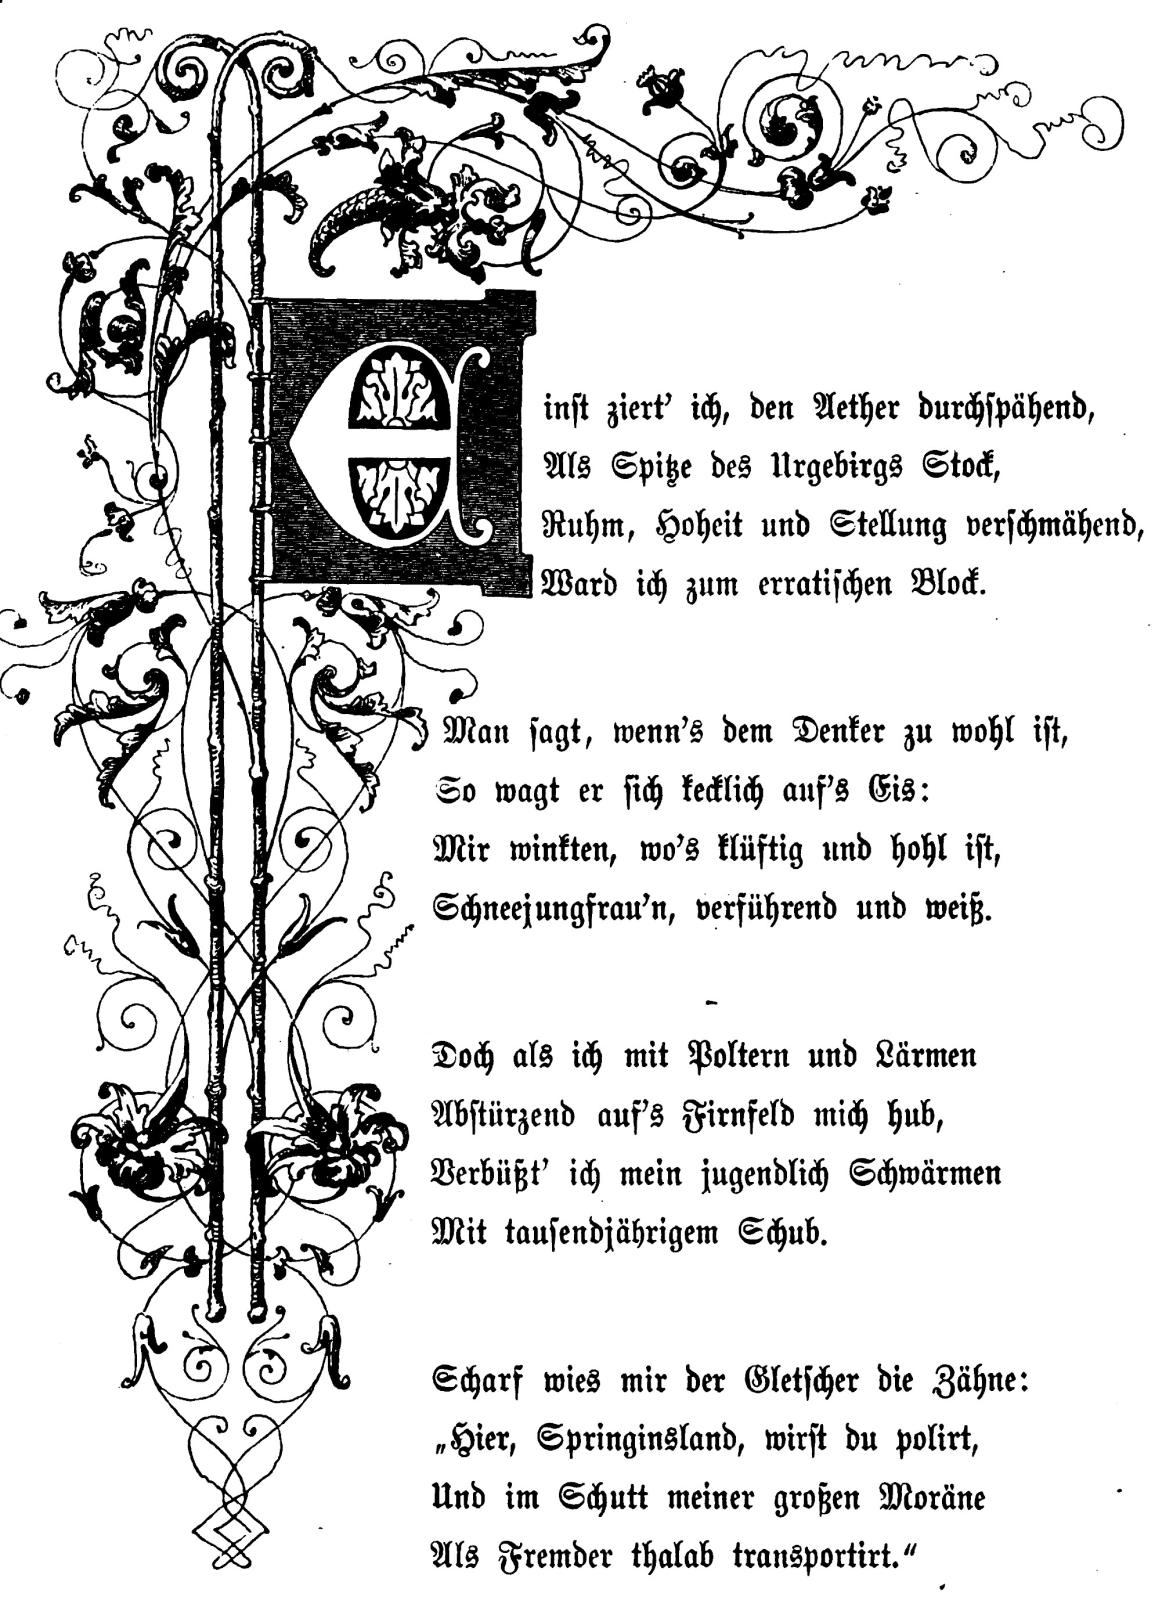 Einst ziert' ich, den Aether durchspähend,
Als Spitze des Urgebirgs Stock,
Ruhm, Hoheit und Stellung verschmähend,
Ward ich zum erratischen Block.
Man sagt, wenn's dem Denker zu wohl ist,
So wagt er sich kecklich auf's Eis:
Mir winkten, wo's klüftig und hohl ist,
Schneejungfrau'n, verführend und weiß.
Doch als ich mit Poltern und Lärmen
Abstürzend auf's Firnfeld mich hub,
Verbüßt' ich mein jugendlich Schwärmen
Mit tausendjährigem Schub.
Scharf wies mir der Gletscher die Zähne:
„Hier, Springinsland, wirst du polirt,
Und im Schutt meiner großen Moräne
Als Fremder thalab transportirt.“